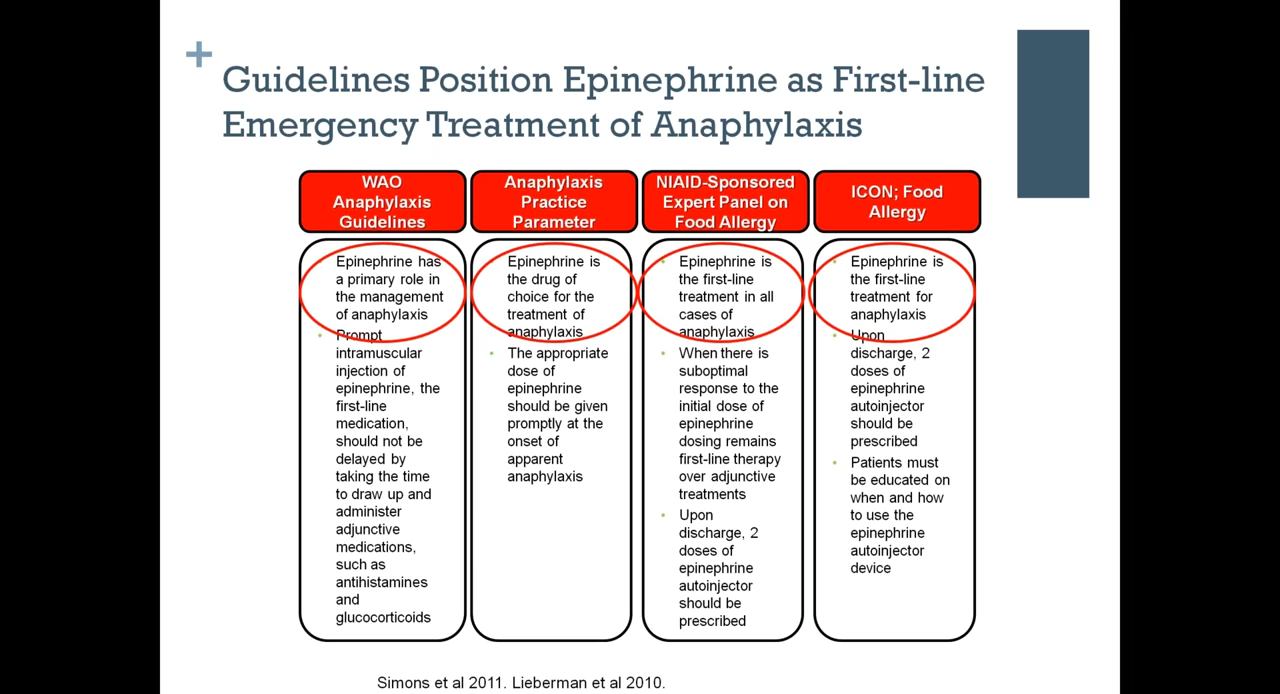 +
Guidelines Position Epinephrine as First-line
Emergency Treatment of Anaphylaxis
WAO
Anaphylaxis
Guidelines
• Epinephrine has
a primary role in
the management
of anaphylaxis
• Prompt
intramuscular
injection of
epinephrine, the
first-line
medication,
should not be
delayed by
taking the time
to draw up and
administer
adjunctive
medications,
such as
antihistamines
and
glucocorticoids
Anaphylaxis
Practice
Parameter
• Epinephrine is
the drug of
choice for the
treatment of
anaphylaxis
• The appropriate
dose of
epinephrine
should be given
promptly at the
onset of
apparent
anaphylaxis
NIAID-Sponsored
Expert Panel on
Food Allergy
• Epinephrine is
the first-line
treatment in all
cases of
anaphylaxis
• When there is
suboptimal
response to the
initial dose of
epinephrine
dosing remains
first-line therapy
over adjunctive
treatments
• Upon
discharge, 2
doses of
epinephrine
autoinjector
should be
prescribed
ICON; Food
Allergy
• Epinephrine is
the first-line
treatment for
anaphylaxis
• Upon
discharge, 2
doses of
epinephrine
autoinjector
should be
prescribed
• Patients must
be educated on
when and how
to use the
epinephrine
autoinjector
device
Simons et al 2011. Lieberman et al 2010.